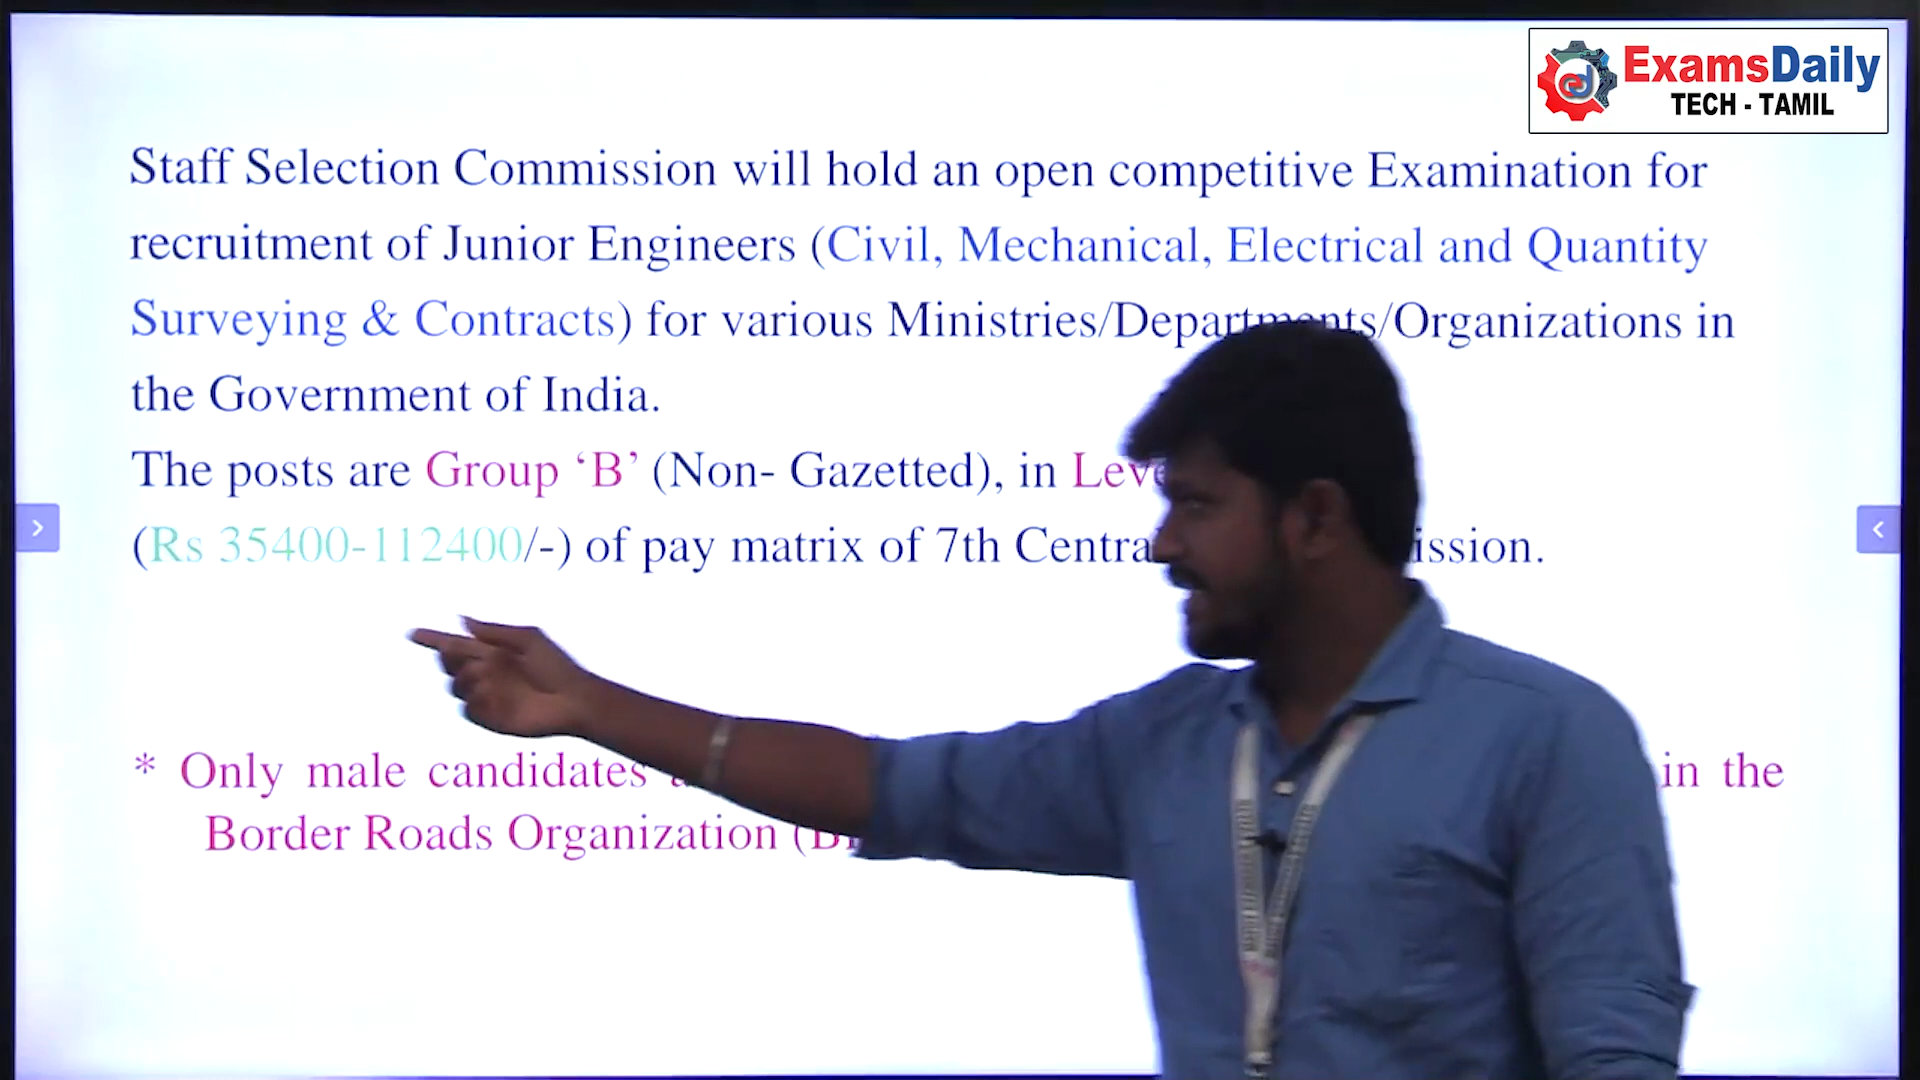 ExamsDaily
TECH - TAMIL
Staff Selection Commission will hold an open competitive Examination for
recruitment of Junior Engineers (Civil, Mechanical, Electrical and Quantity
Surveying & Contracts) for various Ministries/Departments/Organizations in
the Government of India.
The posts are Group ‘B’ (Non- Gazetted), in
(Rs 35400-112400/-) of pay matrix of 7th
* Only male candidates in the
Border Roads Organization